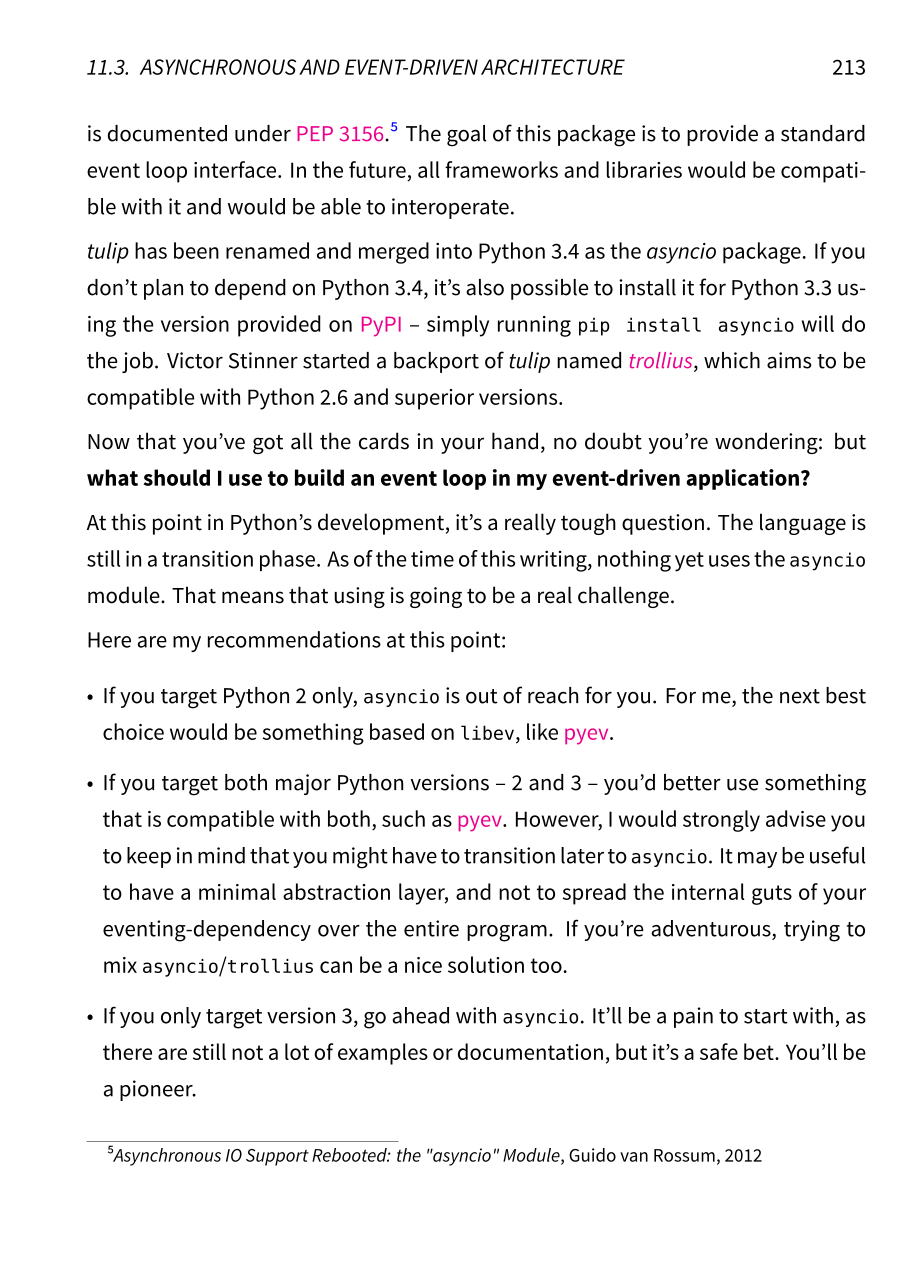 11.3. ASYNCHRONOUS AND EVENT-DRIVEN ARCHITECTURE 213
is documented under PEP 3156.5 The goal of this package is to provide a standard
event loop interface. In the future, all frameworks and libraries would be compati-
ble with it and would be able to interoperate.
tulip has been renamed and merged into Python 3.4 as the asyncio package. If you
don’t plan to depend on Python 3.4, it’s also possible to install it for Python 3.3 us-
ing the version provided on PyPI – simply running pip install asyncio will do
the job. Victor Stinner started a backport of tulip named trollius, which aims to be
compatible with Python 2.6 and superior versions.
Now that you’ve got all the cards in your hand, no doubt you’re wondering: but
what should I use to build an event loop in my event-driven application?
At this point in Python’s development, it’s a really tough question. The language is
still in a transition phase. As of the time of this writing, nothing yet uses the asyncio
module. That means that using is going to be a real challenge.
Here are my recommendations at this point:
• If you target Python 2 only, asyncio is out of reach for you. For me, the next best
choice would be something based on libev, like pyev.
• If you target both major Python versions – 2 and 3 – you’d better use something
that is compatible with both, such as pyev. However, I would strongly advise you
to keep in mind that you might have to transition later to asyncio. It may be useful
to have a minimal abstraction layer, and not to spread the internal guts of your
eventing-dependency over the entire program. If you’re adventurous, trying to
mix asyncio/trollius can be a nice solution too.
• If you only target version 3, go ahead with asyncio. It’ll be a pain to start with, as
there are still not a lot of examples or documentation, but it’s a safe bet. You’ll be
a pioneer.
5Asynchronous IO Support Rebooted: the "asyncio" Module, Guido van Rossum, 2012